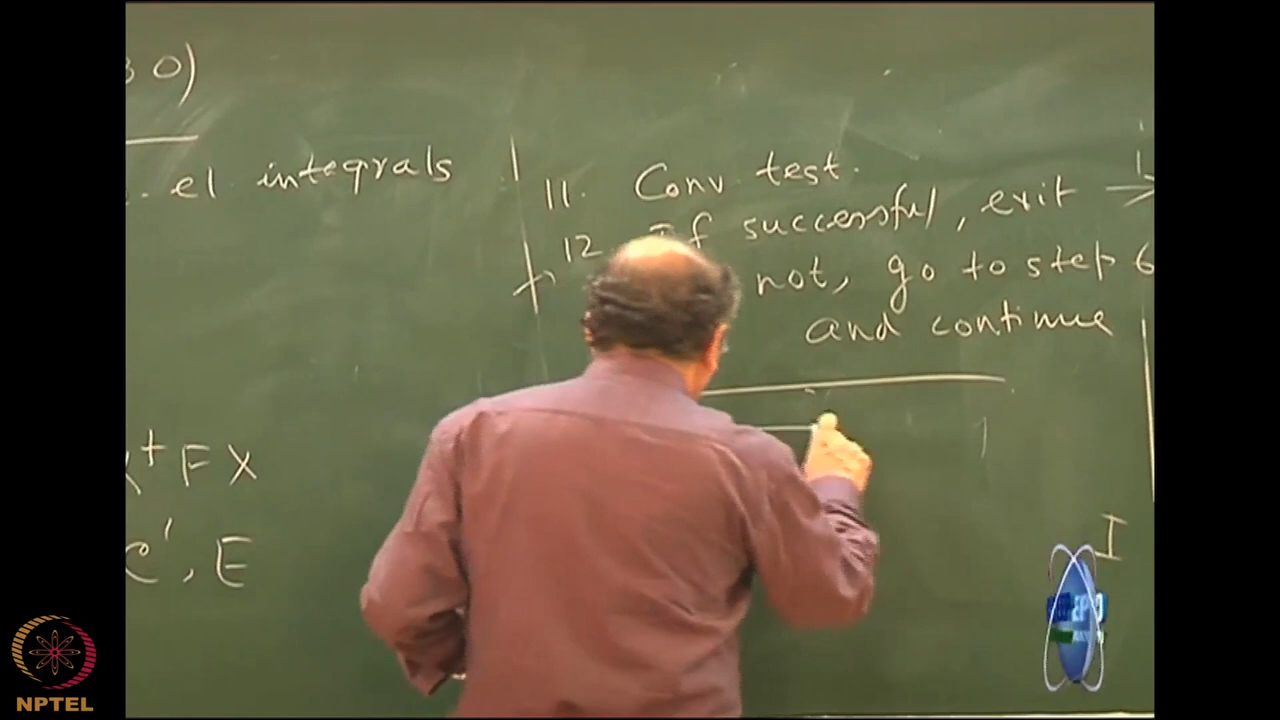 30)
el integrals
X+FX
C', E
11. Conv. test.
12. If successful, exit →
not, go to step 6
and continue
I
NPTEL